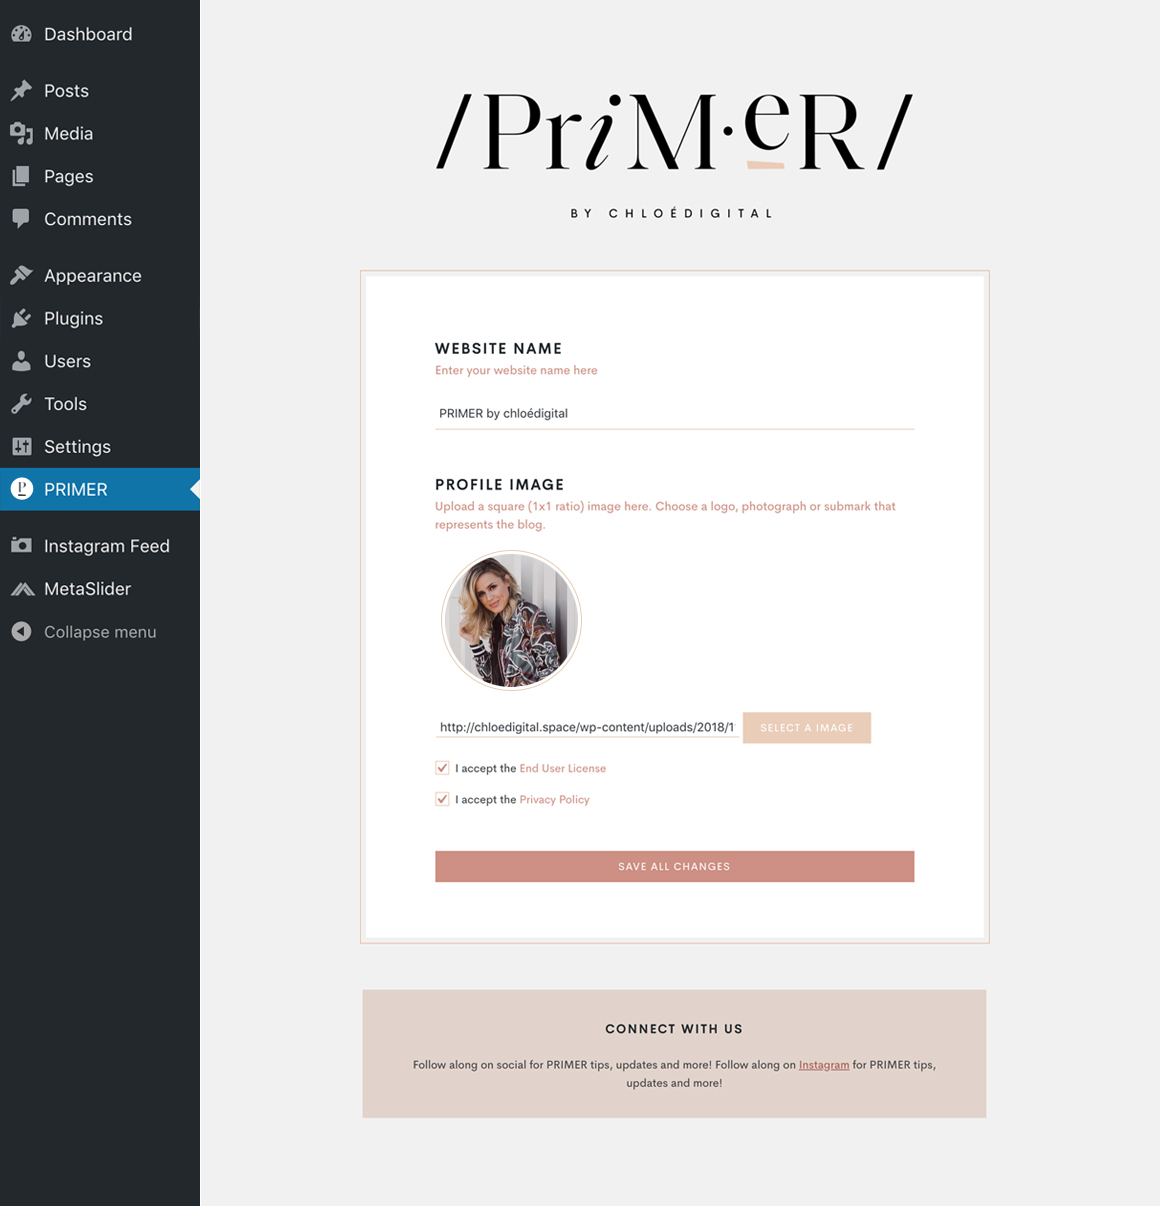 Dashboard
Posts
Media
Pages
Comments
Appearance
Plugins
Users
Tools
Settings
PRIMER
Instagram Feed
MetaSlider
Collapse menu
/PriM·eR/
BY CHLOÉDIGITAL
WEBSITE NAME
Enter your website name here
PRIMER by chloédigital
PROFILE IMAGE
Upload a square (1x1 ratio) image here. Choose a logo, photograph or submark that
represents the blog.
http://chloedigital.space/wp-content/uploads/2018/1
SELECT A IMAGE
I accept the End User License
I accept the Privacy Policy
SAVE ALL CHANGES
CONNECT WITH US
Follow along on social for PRIMER tips, updates and more! Follow along on Instagram for PRIMER tips,
updates and more!